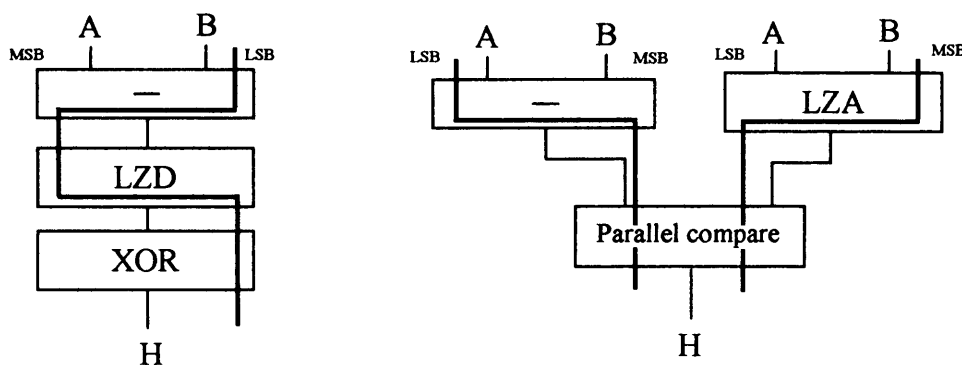 A B
MSB LSB
—
LZD
XOR
H
A B
LSB MSB
—
A B
LSB MSB
LZA
Parallel compare
H